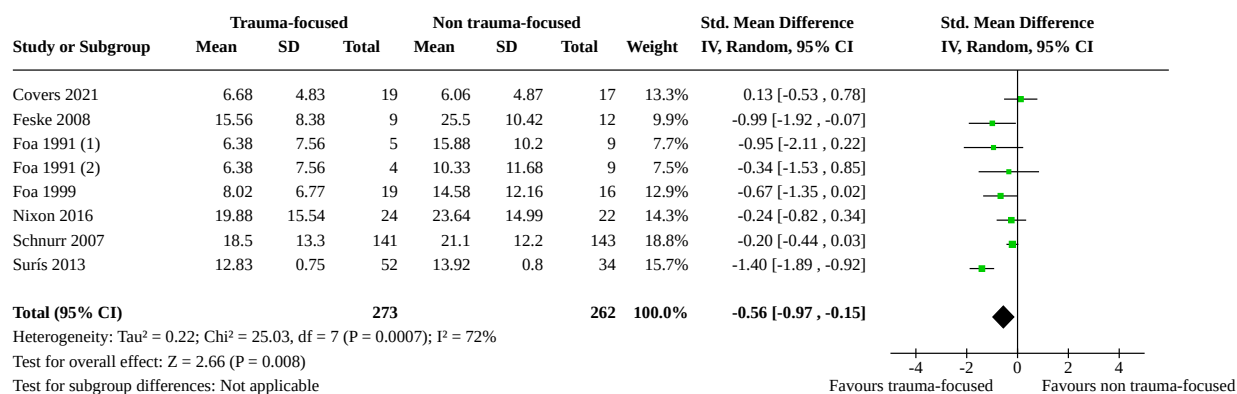 Trauma-focused Non trauma-focused Std. Mean Difference Std. Mean Difference
Study or Subgroup Mean SD Total Mean SD Total Weight IV, Random, 95% CI IV, Random, 95% CI
Covers 2021 6.68 4.83 19 6.06 4.87 17 13.3% 0.13 [-0.53 , 0.78]
Feske 2008 15.56 8.38 9 25.5 10.42 12 9.9% -0.99 [-1.92 , -0.07]
Foa 1991 (1) 6.38 7.56 5 15.88 10.2 9 7.7% -0.95 [-2.11 , 0.22]
Foa 1991 (2) 6.38 7.56 4 10.33 11.68 9 7.5% -0.34 [-1.53 , 0.85]
Foa 1999 8.02 6.77 19 14.58 12.16 16 12.9% -0.67 [-1.35 , 0.02]
Nixon 2016 19.88 15.54 24 23.64 14.99 22 14.3% -0.24 [-0.82 , 0.34]
Schnurr 2007 18.5 13.3 141 21.1 12.2 143 18.8% -0.20 [-0.44 , 0.03]
Surís 2013 12.83 0.75 52 13.92 0.8 34 15.7% -1.40 [-1.89 , -0.92]
Total (95% CI) 273 262 100.0% -0.56 [-0.97 , -0.15]
Heterogeneity: Tau² = 0.22; Chi² = 25.03, df = 7 (P = 0.0007); I² = 72%
Test for overall effect: Z = 2.66 (P = 0.008)
-4 -2 0 2 4
Test for subgroup differences: Not applicable Favours trauma-focused Favours non trauma-focused